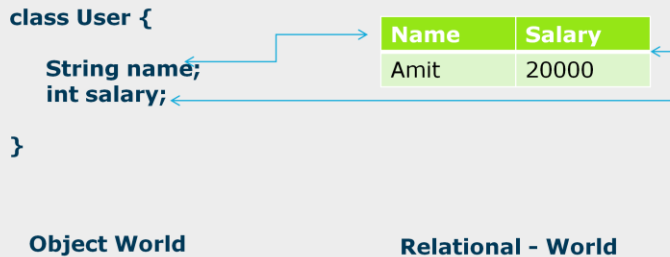 class User {
Name Salary
String name;
Amit 20000
int salary;
}
Object World
Relational - World